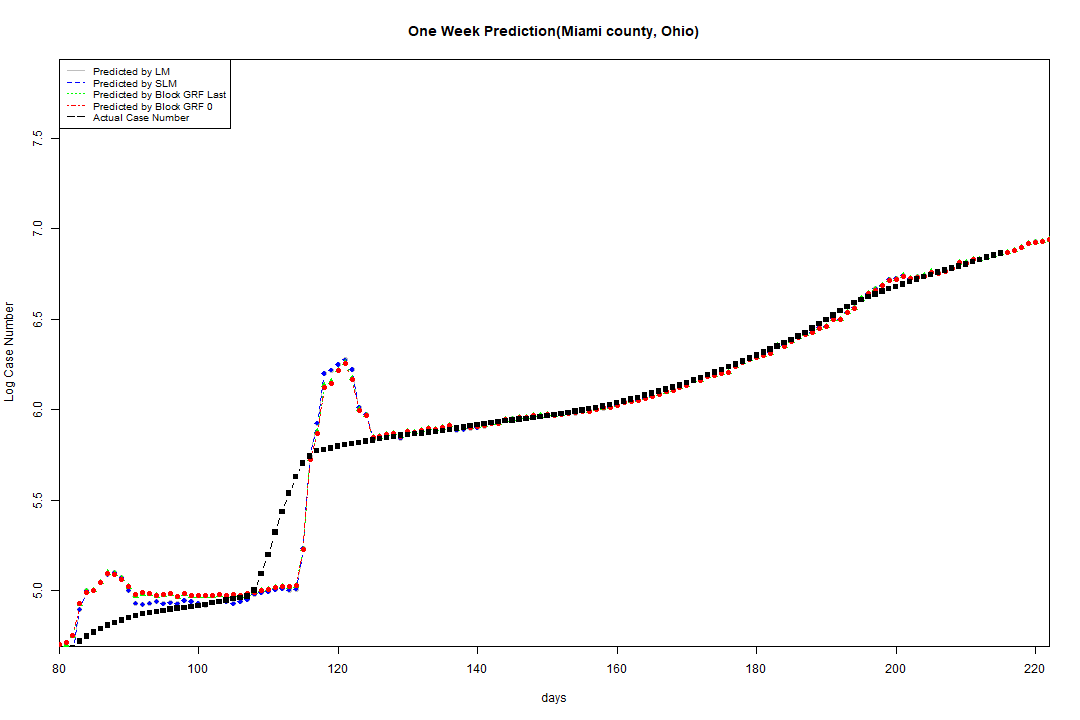 One Week Prediction(Miami county, Ohio)
Predicted by LM
Predicted by SLM
Predicted by Block GRF Last
Predicted by Block GRF 0
Actual Case Number
7.5
7.0
6.5
6.0
5.5
5.0
Log Case Number
80 100 120 140 160 180 200 220
days